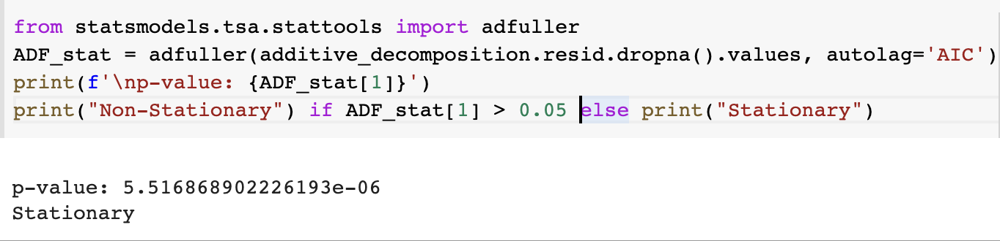 from statsmodels.tsa.stattools import adfuller
ADF_stat = adfuller(additive_decomposition.resid.dropna().values, autolag='AIC')
print(f'\np-value: {ADF_stat[1]}')
print("Non-Stationary") if ADF_stat[1] > 0.05 else print("Stationary")
p-value: 5.516868902226193e-06
Stationary